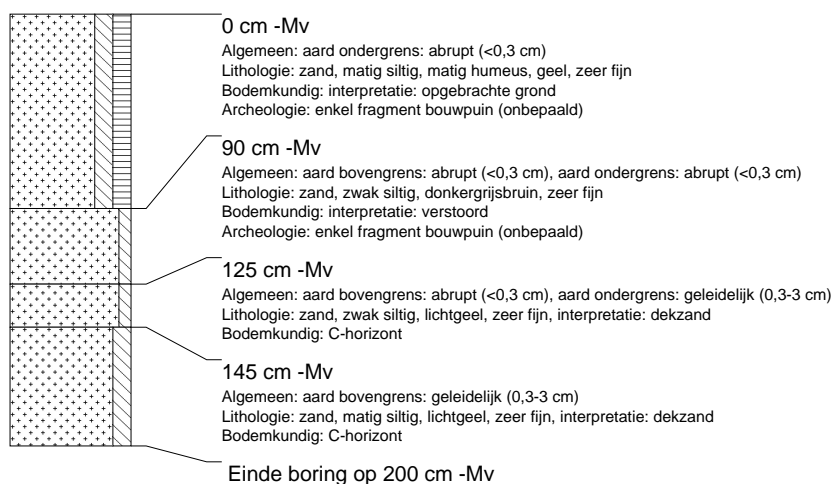 0 cm -Mv
Algemeen: aard ondergrens: abrupt (<0,3 cm)
Lithologie: zand, matig siltig, matig humeus, geel, zeer fijn
Bodemkundig: interpretatie: opgebrachte grond
Archeologie: enkel fragment bouwpuin (onbepaald)
90 cm -Mv
Algemeen: aard bovengrens: abrupt (<0,3 cm), aard ondergrens: abrupt (<0,3 cm)
Lithologie: zand, zwak siltig, donkergrijsbruin, zeer fijn
Bodemkundig: interpretatie: verstoord
Archeologie: enkel fragment bouwpuin (onbepaald)
125 cm -Mv
Algemeen: aard bovengrens: abrupt (<0,3 cm), aard ondergrens: geleidelijk (0,3-3 cm)
Lithologie: zand, zwak siltig, lichtgeel, zeer fijn, interpretatie: dekzand
Bodemkundig: C-horizont
145 cm -Mv
Algemeen: aard bovengrens: geleidelijk (0,3-3 cm)
Lithologie: zand, matig siltig, lichtgeel, zeer fijn, interpretatie: dekzand
Bodemkundig: C-horizont
Einde boring op 200 cm -Mv